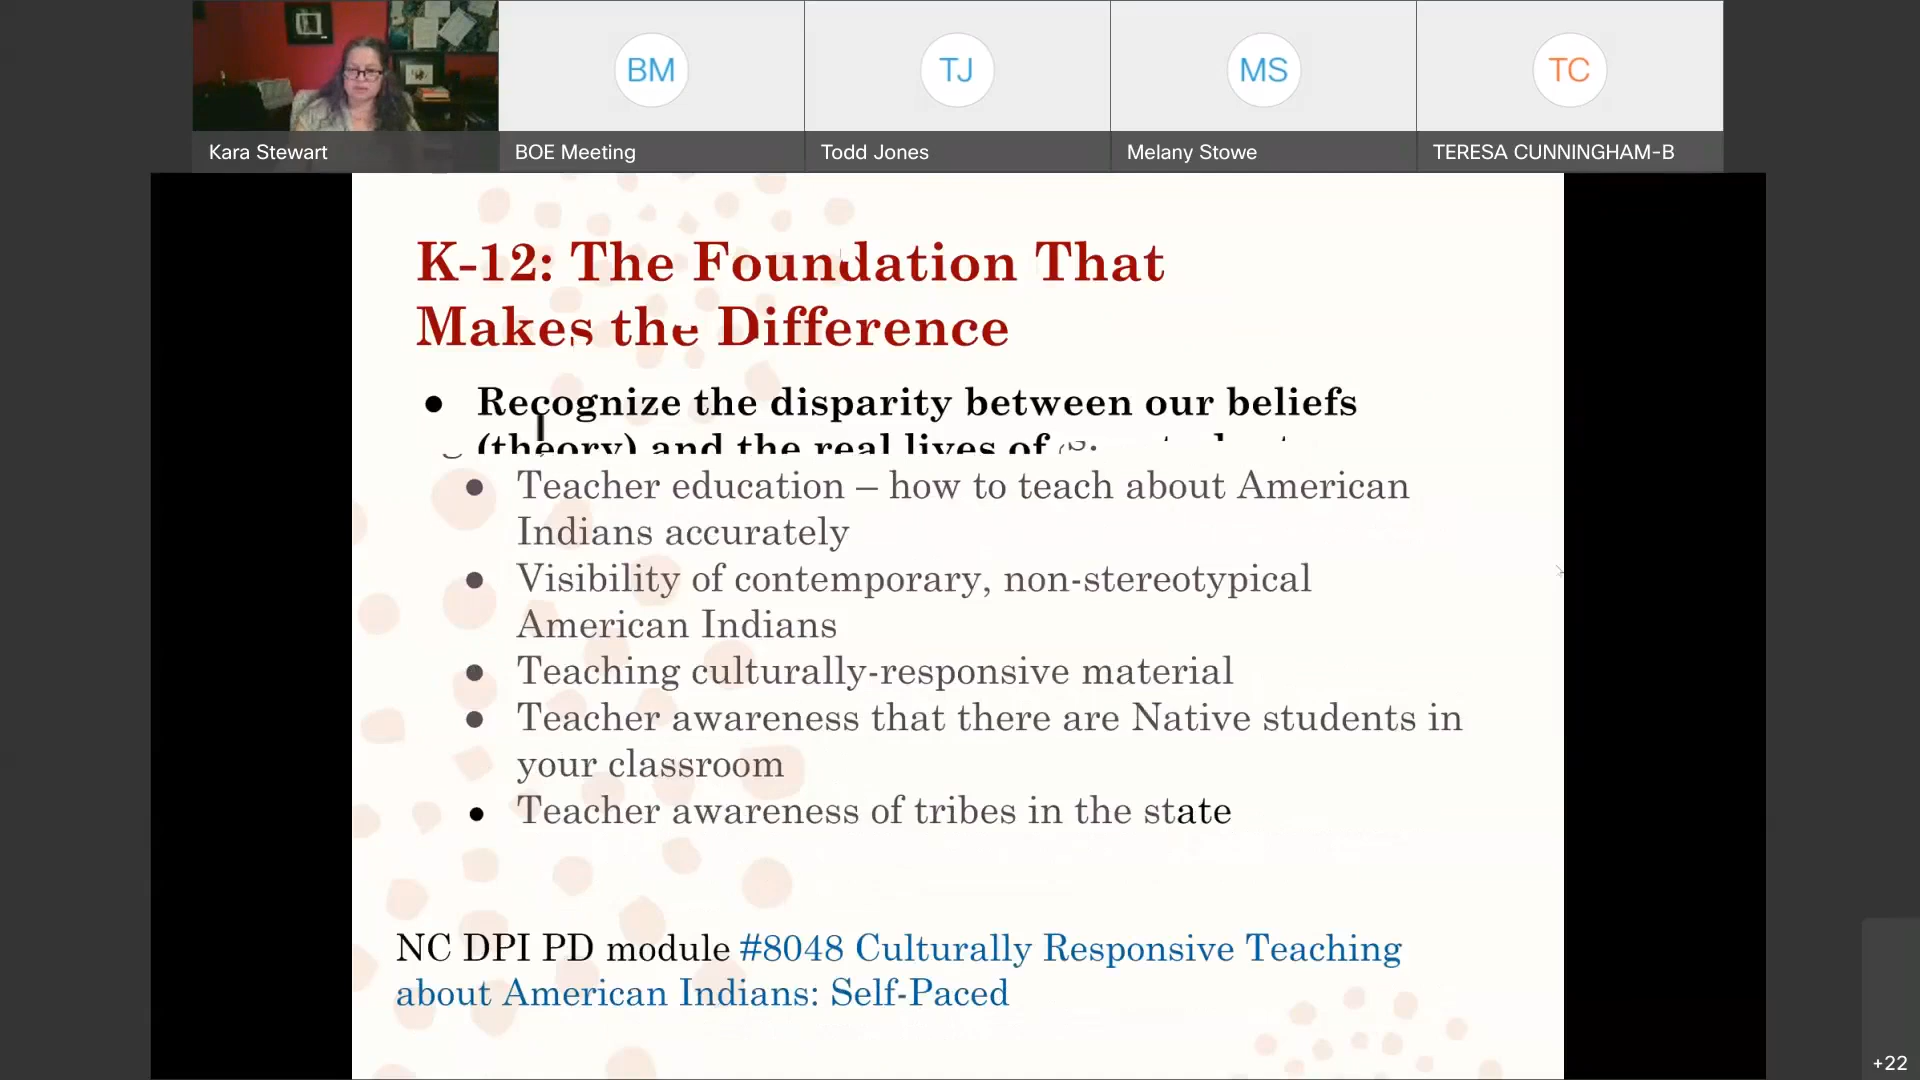 BM
TJ
MS
TC
Kara Stewart
BOE Meeting
Todd Jones
Melany Stowe
TERESA CUNNINGHAM-B
K-12: The Foundation That
Makes the Difference
● Recognize the disparity between our beliefs
(theory) and the real lives of
● Teacher education – how to teach about American
Indians accurately
● Visibility of contemporary, non-stereotypical
American Indians
● Teaching culturally-responsive material
● Teacher awareness that there are Native students in
your classroom
● Teacher awareness of tribes in the state
NC DPI PD module #8048 Culturally Responsive Teaching
about American Indians: Self-Paced
+22